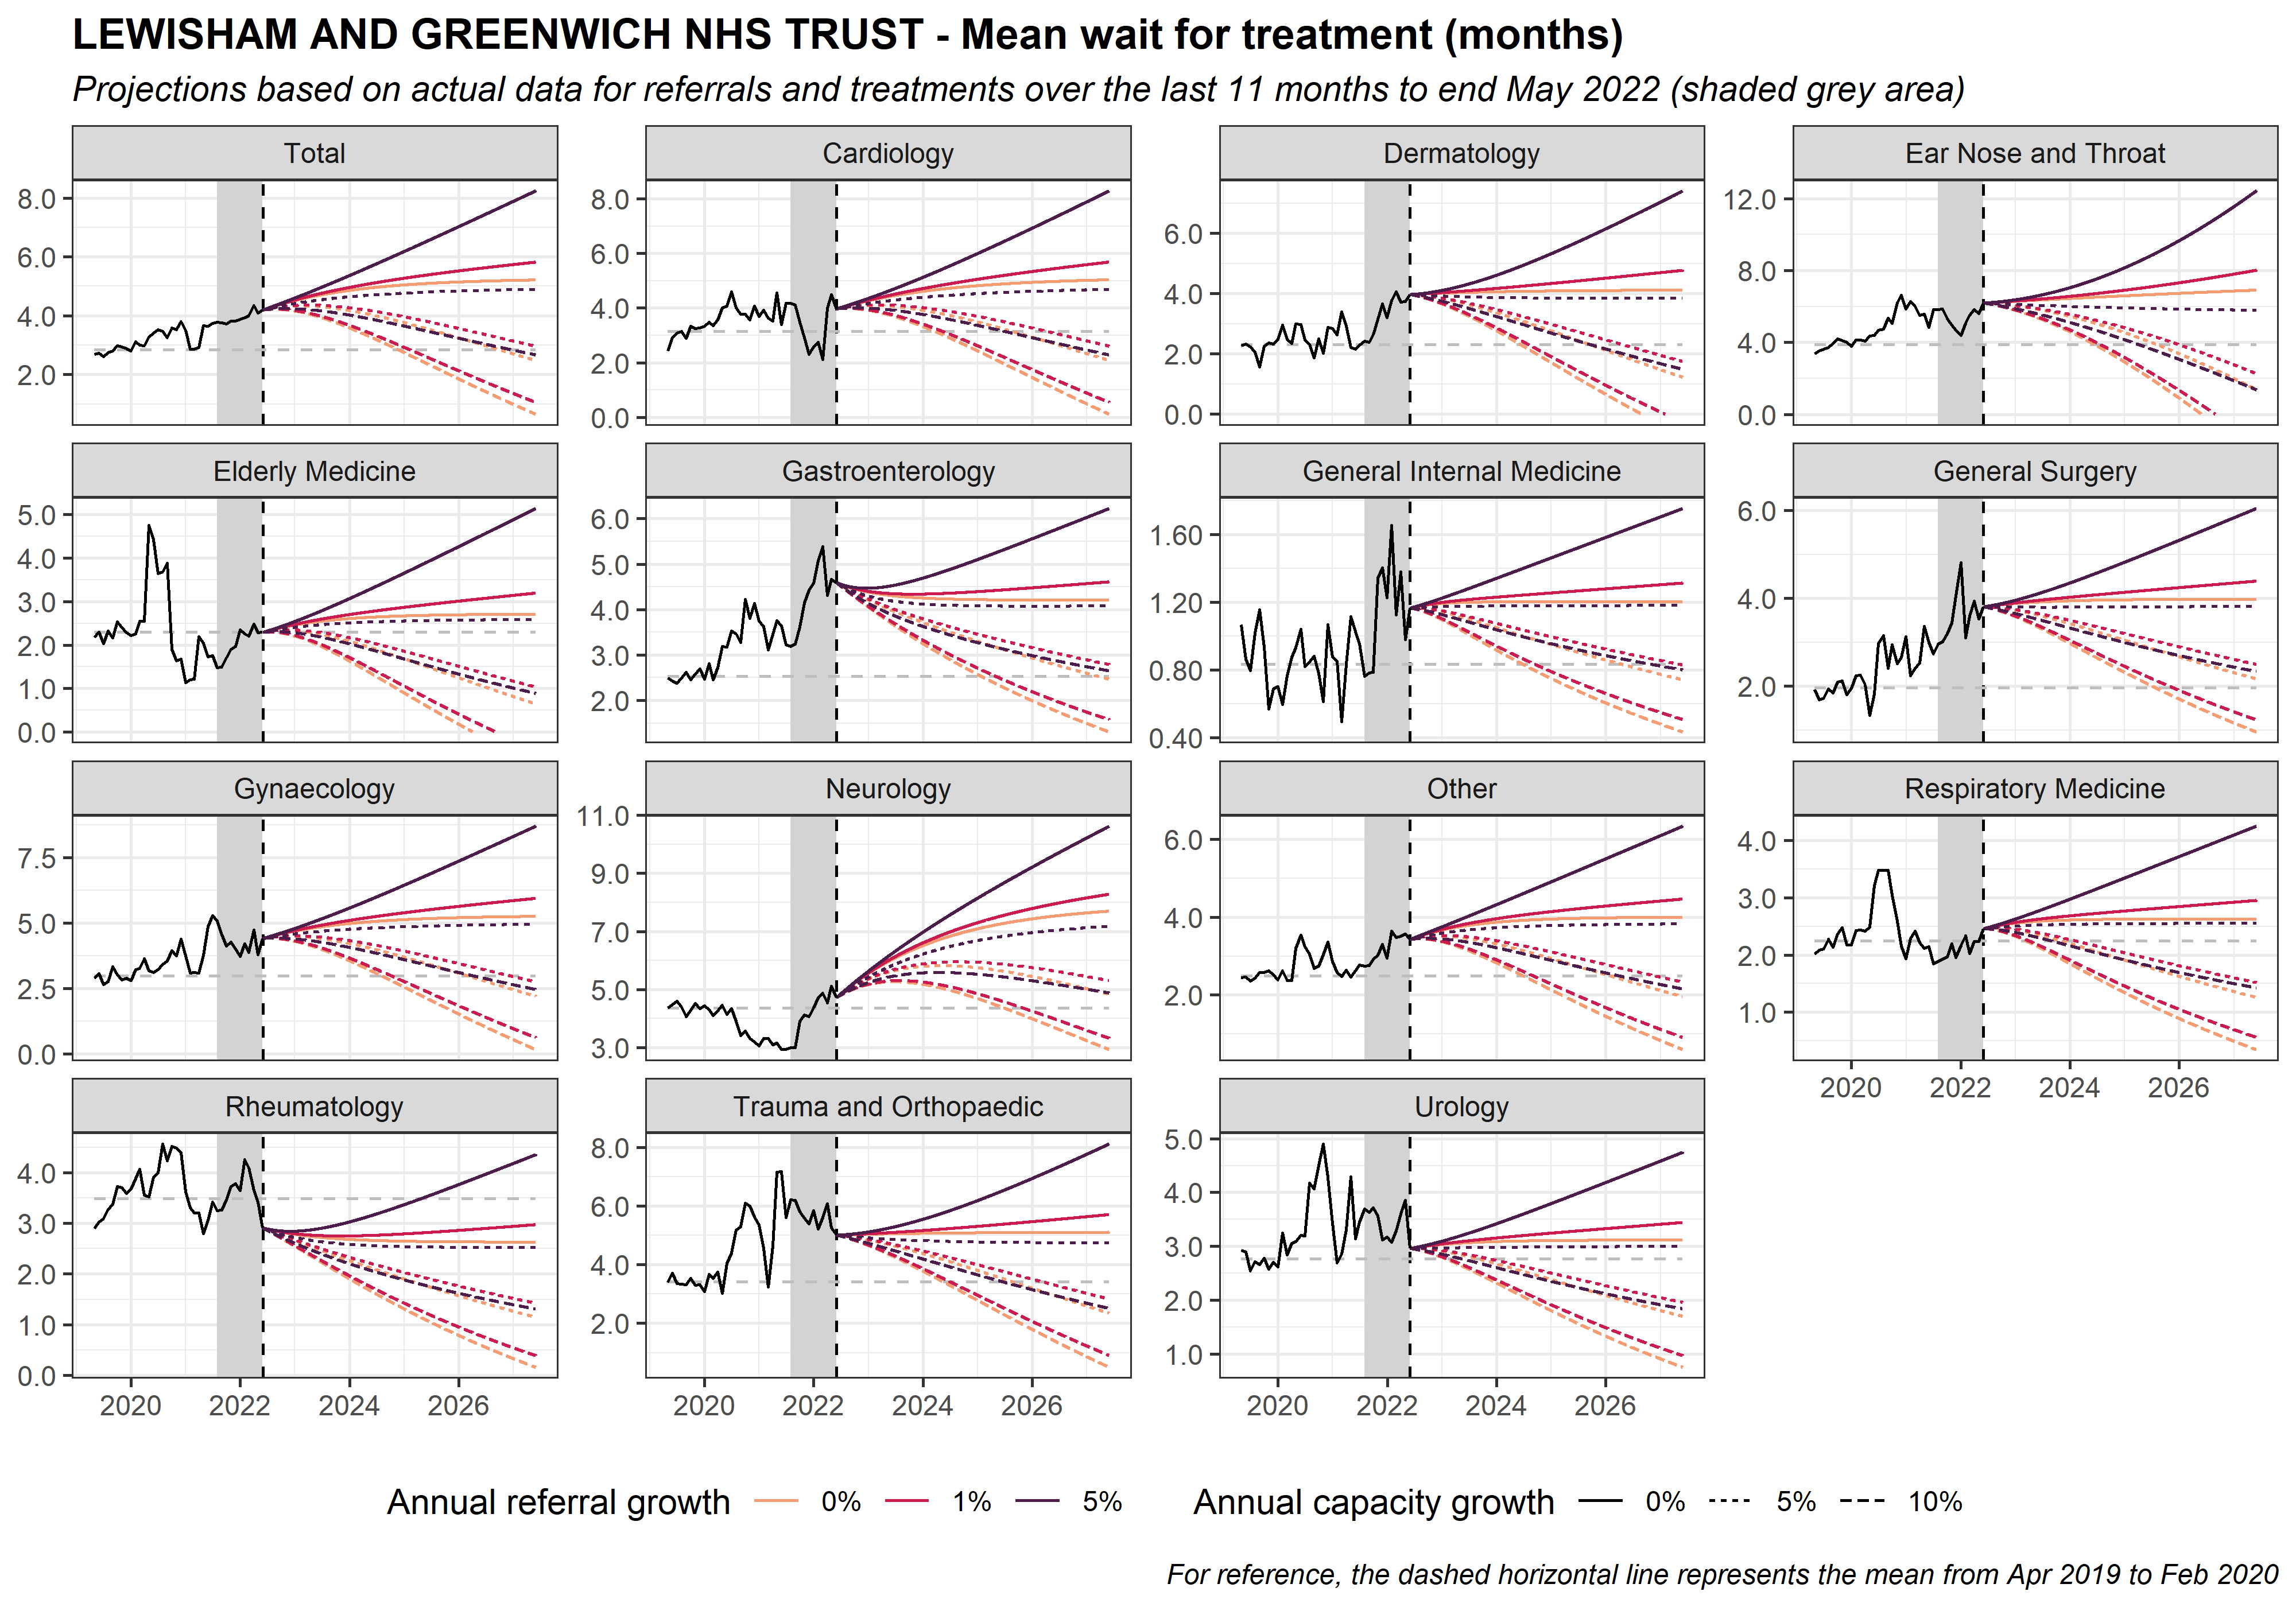 LEWISHAM AND GREENWICH NHS TRUST - Mean wait for treatment (months)
Projections based on actual data for referrals and treatments over the last 11 months to end May 2022 (shaded grey area)
Total Cardiology Dermatology Ear Nose and Throat
8.0 8.0 12.0
6.0 6.0 6.0 8.0
4.0 4.0 4.0 4.0
2.0 2.0 2.0
0.0 0.0 0.0
Elderly Medicine Gastroenterology General Internal Medicine General Surgery
5.0 6.0 1.60 6.0
4.0 5.0 1.20 4.0
3.0 4.0 0.80 2.0
2.0 3.0 0.40
1.0 2.0
0.0
Gynaecology Neurology Other Respiratory Medicine
7.5 11.0 6.0 4.0
5.0 9.0 4.0 3.0
2.5 7.0 2.0 2.0
0.0 5.0 1.0
3.0
2020 2022 2024 2026
Rheumatology Trauma and Orthopaedic Urology
4.0 8.0 5.0
3.0 6.0 4.0
2.0 4.0 3.0
1.0 2.0 2.0
0.0 1.0
2020 2022 2024 2026 2020 2022 2024 2026 2020 2022 2024 2026
Annual referral growth 0% 1% 5% Annual capacity growth 0% 5% 10%
For reference, the dashed horizontal line represents the mean from Apr 2019 to Feb 2020